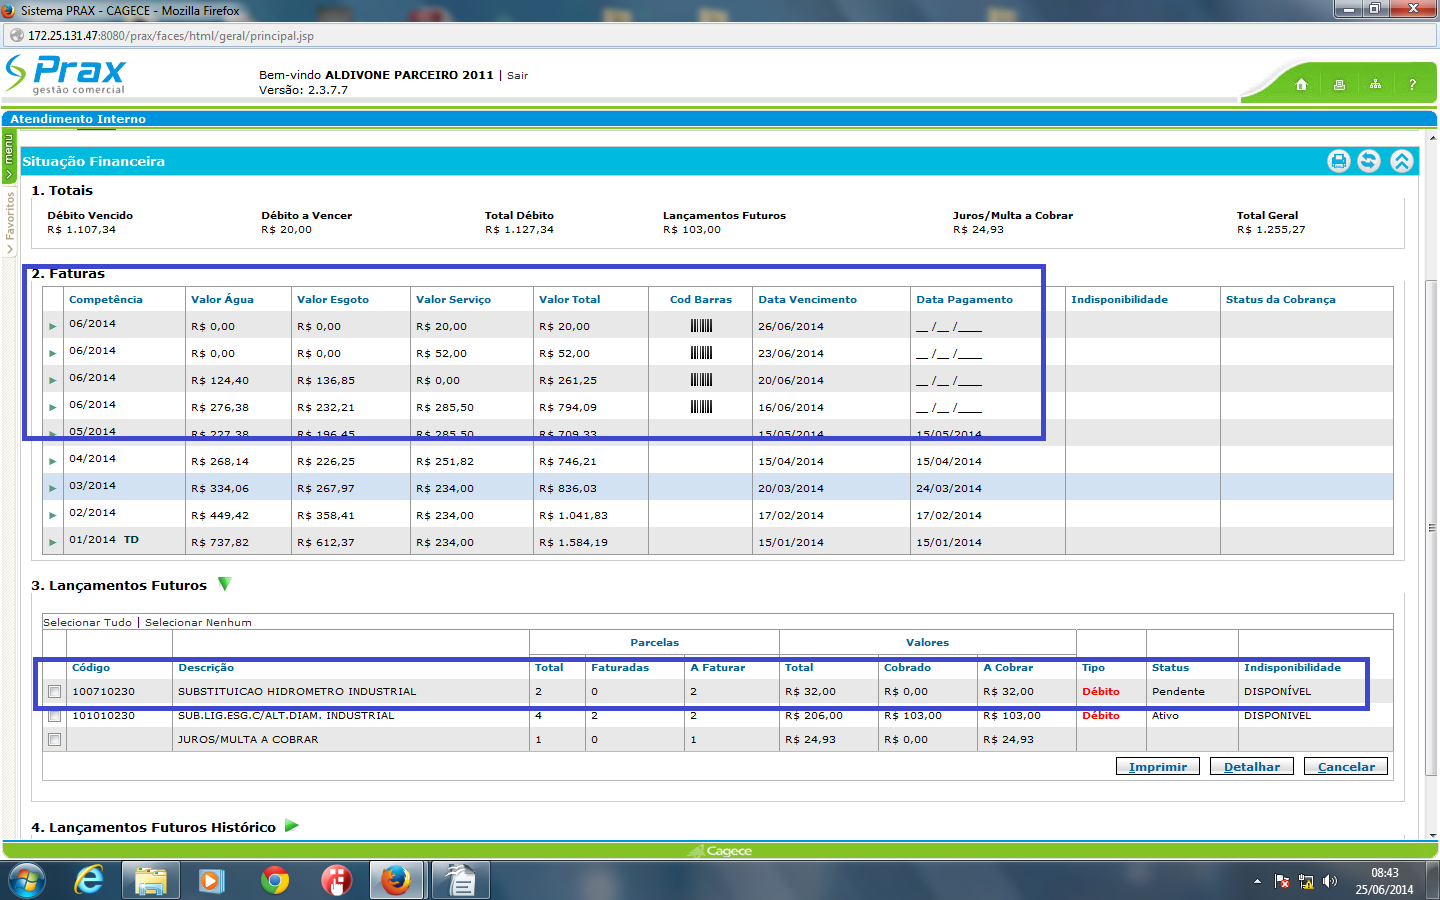 Sistema PRAX - CAGECE - Mozilla Firefox
172.25.131.47:8080/prax/faces/html/geral/principal.jsp
Prax
gestão comercial
Bem-vindo ALDIVONE PARCEIRO 2011 | Sair
Versão: 2.3.7.7
?
Atendimento Interno
menu
Favoritos
Situação Financeira
1. Totais
Débito Vencido Débito a Vencer Total Débito Lançamentos Futuros Juros/Multa a Cobrar Total Geral
R$ 1.107,34 R$ 20,00 R$ 1.127,34 R$ 103,00 R$ 24,93 R$ 1.255,27
2. Faturas
Competência Valor Água Valor Esgoto Valor Serviço Valor Total Cod Barras Data Vencimento Data Pagamento Indisponibilidade Status da Cobrança
06/2014 R$ 0,00 R$ 0,00 R$ 20,00 R$ 20,00 26/06/2014 __ /__ /____
06/2014 R$ 0,00 R$ 0,00 R$ 52,00 R$ 52,00 23/06/2014 __ /__ /____
06/2014 R$ 124,40 R$ 136,85 R$ 0,00 R$ 261,25 20/06/2014 __ /__ /____
06/2014 R$ 276,38 R$ 232,21 R$ 285,50 R$ 794,09 16/06/2014 __ /__ /____
05/2014 R$ 227,38 R$ 196,45 R$ 285,50 R$ 709,33 15/05/2014 15/05/2014
04/2014 R$ 268,14 R$ 226,25 R$ 251,82 R$ 746,21 15/04/2014 15/04/2014
03/2014 R$ 334,06 R$ 267,97 R$ 234,00 R$ 836,03 20/03/2014 24/03/2014
02/2014 R$ 449,42 R$ 358,41 R$ 234,00 R$ 1.041,83 17/02/2014 17/02/2014
01/2014 TD R$ 737,82 R$ 612,37 R$ 234,00 R$ 1.584,19 15/01/2014 15/01/2014
3. Lançamentos Futuros
Selecionar Tudo | Selecionar Nenhum
Parcelas Valores
Código Descrição Total Faturadas A Faturar Total Cobrado A Cobrar Tipo Status Indisponibilidade
100710230 SUBSTITUICAO HIDROMETRO INDUSTRIAL 2 0 2 R$ 32,00 R$ 0,00 R$ 32,00 Débito Pendente DISPONÍVEL
101010230 SUB.LIG.ESG.C/ALT.DIAM. INDUSTRIAL 4 2 2 R$ 206,00 R$ 103,00 R$ 103,00 Débito Ativo DISPONÍVEL
JUROS/MULTA A COBRAR 1 0 1 R$ 24,93 R$ 0,00 R$ 24,93
Imprimir Detalhar Cancelar
4. Lançamentos Futuros Histórico
Cagece
08:43
25/06/2014